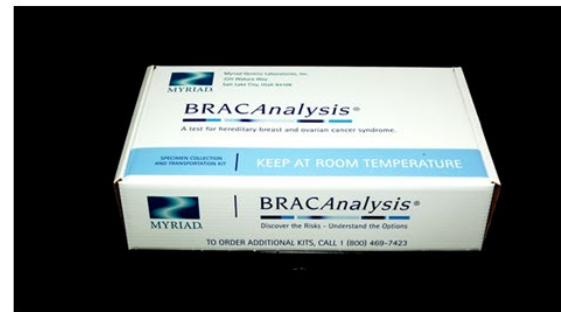 MYRIAD.
Myriad Genetic Laboratories, Inc.
320 Wakara Way
Salt Lake City, Utah 84108
BRACAnalysis®
A test for hereditary breast and ovarian cancer syndrome.
SPECIMEN COLLECTION
AND TRANSPORTATION KIT
KEEP AT ROOM TEMPERATURE
MYRIAD.
BRACAnalysis®
Discover the Risks - Understand the Options
TO ORDER ADDITIONAL KITS, CALL 1 (800) 469-7423